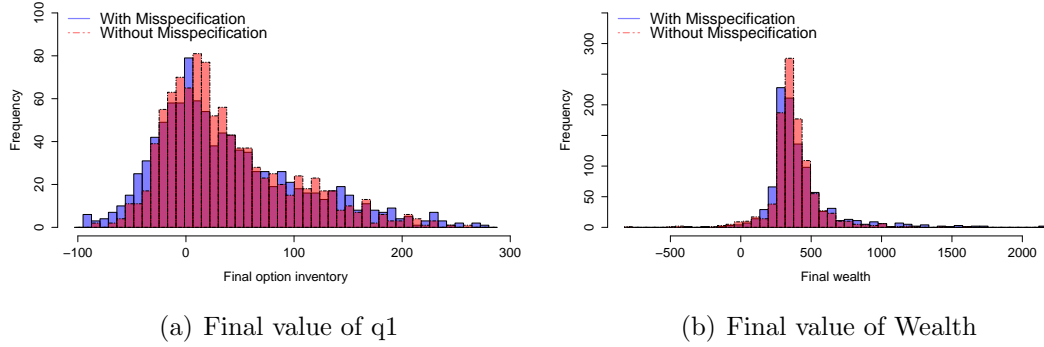 With Misspecification
Without Misspecification
Frequency
0 20 40 60 80 100
−100 0 100 200 300
Final option inventory
(a) Final value of q1
With Misspecification
Without Misspecification
Frequency
0 50 100 200 300
−500 0 500 1000 1500 2000
Final wealth
(b) Final value of Wealth